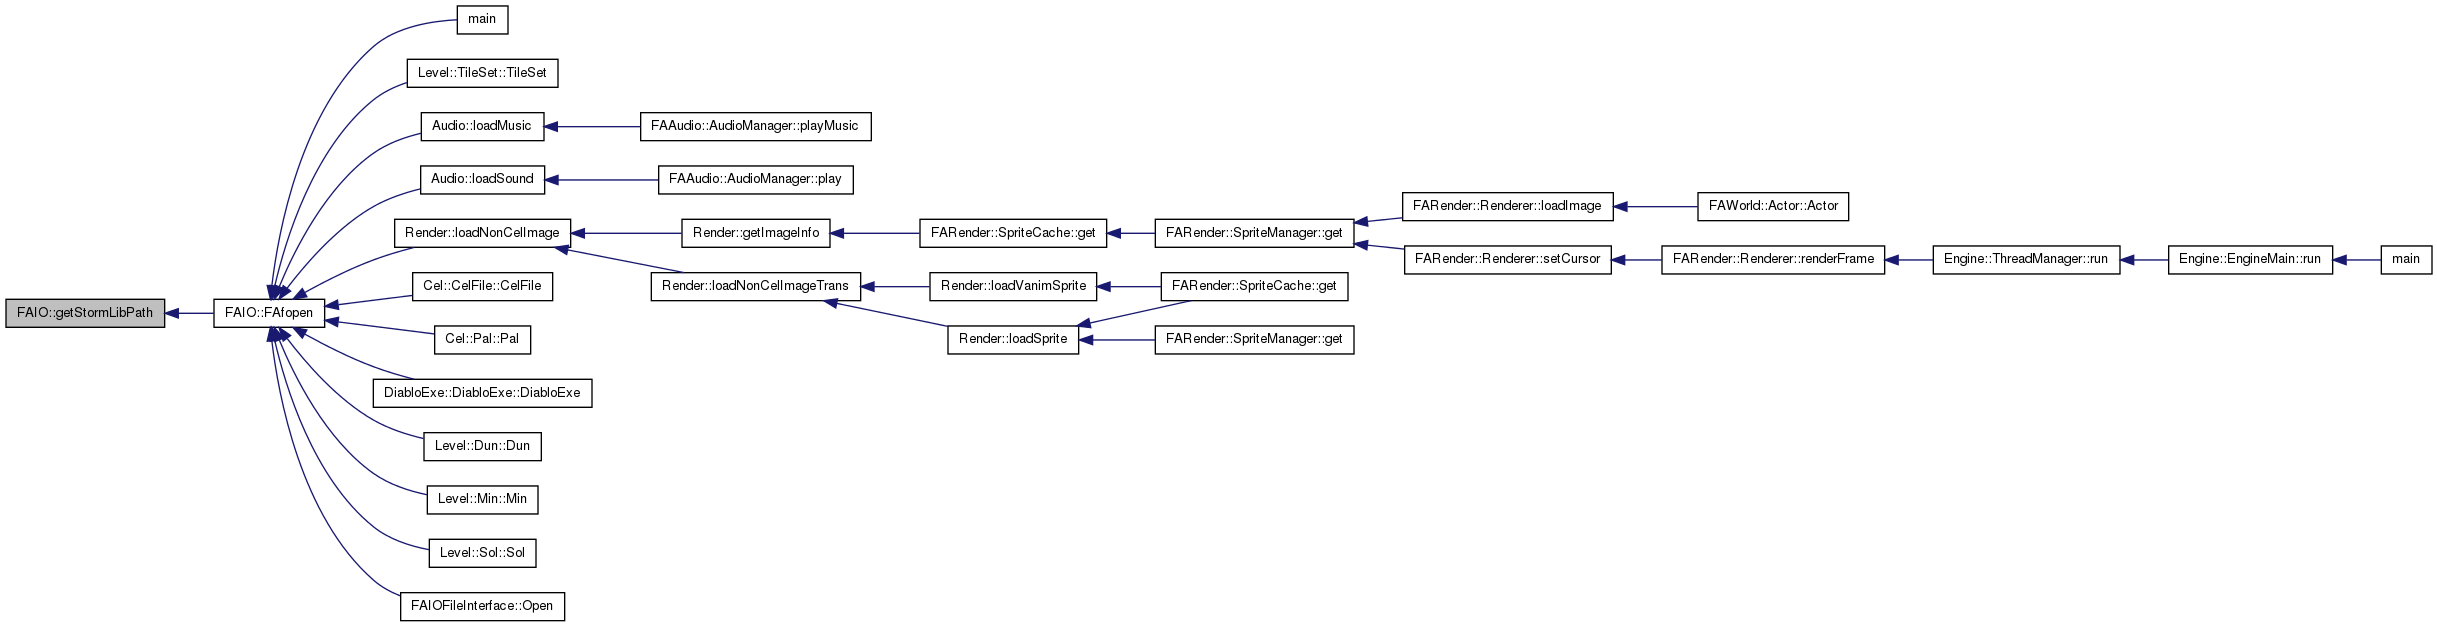 main
Level::TileSet::TileSet
Audio::loadMusic
FAAudio::AudioManager::playMusic
Audio::loadSound
FAAudio::AudioManager::play
FARender::Renderer::loadImage
FAWorld::Actor::Actor
Render::loadNonCelImage
Render::getImageInfo
FARender::SpriteCache::get
FARender::SpriteManager::get
FARender::Renderer::setCursor
FARender::Renderer::renderFrame
Engine::ThreadManager::run
Engine::EngineMain::run
main
Cel::CelFile::CelFile
Render::loadNonCelImageTrans
Render::loadVanimSprite
FARender::SpriteCache::get
FAIO::getStormLibPath
FAIO::FAfopen
Cel::Pal::Pal
Render::loadSprite
FARender::SpriteManager::get
DiabloExe::DiabloExe::DiabloExe
Level::Dun::Dun
Level::Min::Min
Level::Sol::Sol
FAIOFileInterface::Open